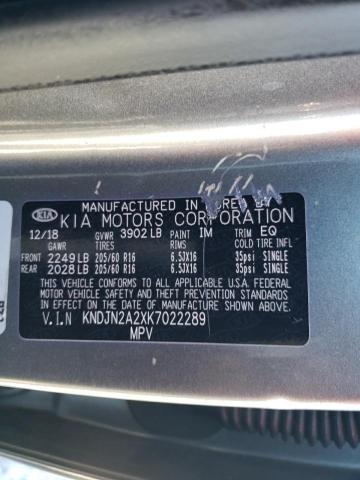 MANUFACTURED IN KOREA BY
KIA KIA MOTORS CORPORATION
12/18 GVWR 3902 LB PAINT IM TRIM EQ
GAWR TIRES RIMS COLD TIRE INFL
FRONT 2249 LB 205/60 R16 6.5JX16 35psi SINGLE
REAR 2028 LB 205/60 R16 6.5JX16 35psi SINGLE
THIS VEHICLE CONFORMS TO ALL APPLICABLE U.S.A FEDERAL
MOTOR VEHICLE SAFETY AND THEFT PREVENTION STANDARDS
IN EFFECT ON THE DATE OF MANUFACTURE SHOWN ABOVE.
V.I.N KNDJN2A2XK7022289
MPV